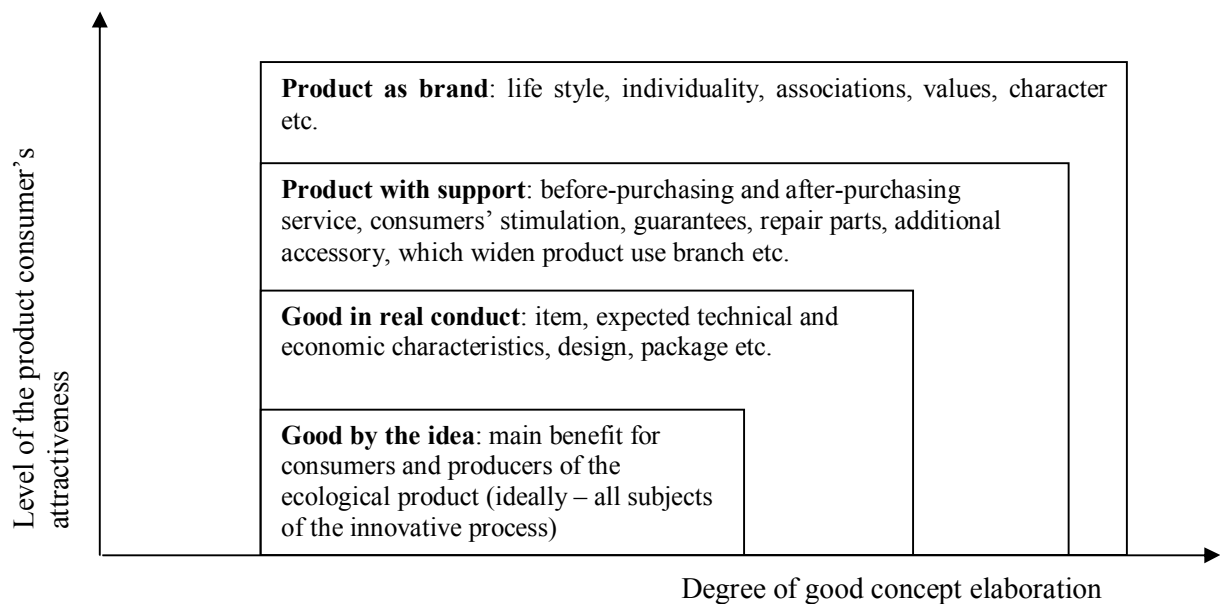 Level of the product consumer’s
attractiveness
Product as brand: life style, individuality, associations, values, character
etc.
Product with support: before-purchasing and after-purchasing
service, consumers’ stimulation, guarantees, repair parts, additional
accessory, which widen product use branch etc.
Good in real conduct: item, expected technical and
economic characteristics, design, package etc.
Good by the idea: main benefit for
consumers and producers of the
ecological product (ideally – all subjects
of the innovative process)
Degree of good concept elaboration